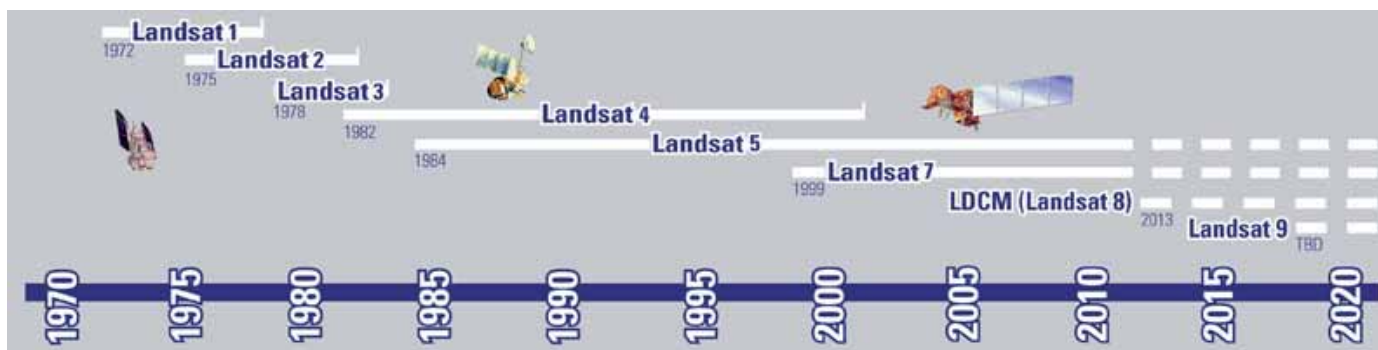 Landsat 1
1972
Landsat 2
1975
Landsat 3
1978
Landsat 4
1982
Landsat 5
1984
Landsat 7
1999
LDCM (Landsat 8)
2013
Landsat 9
TBD
1970 1975 1980 1985 1990 1995 2000 2005 2010 2015 2020